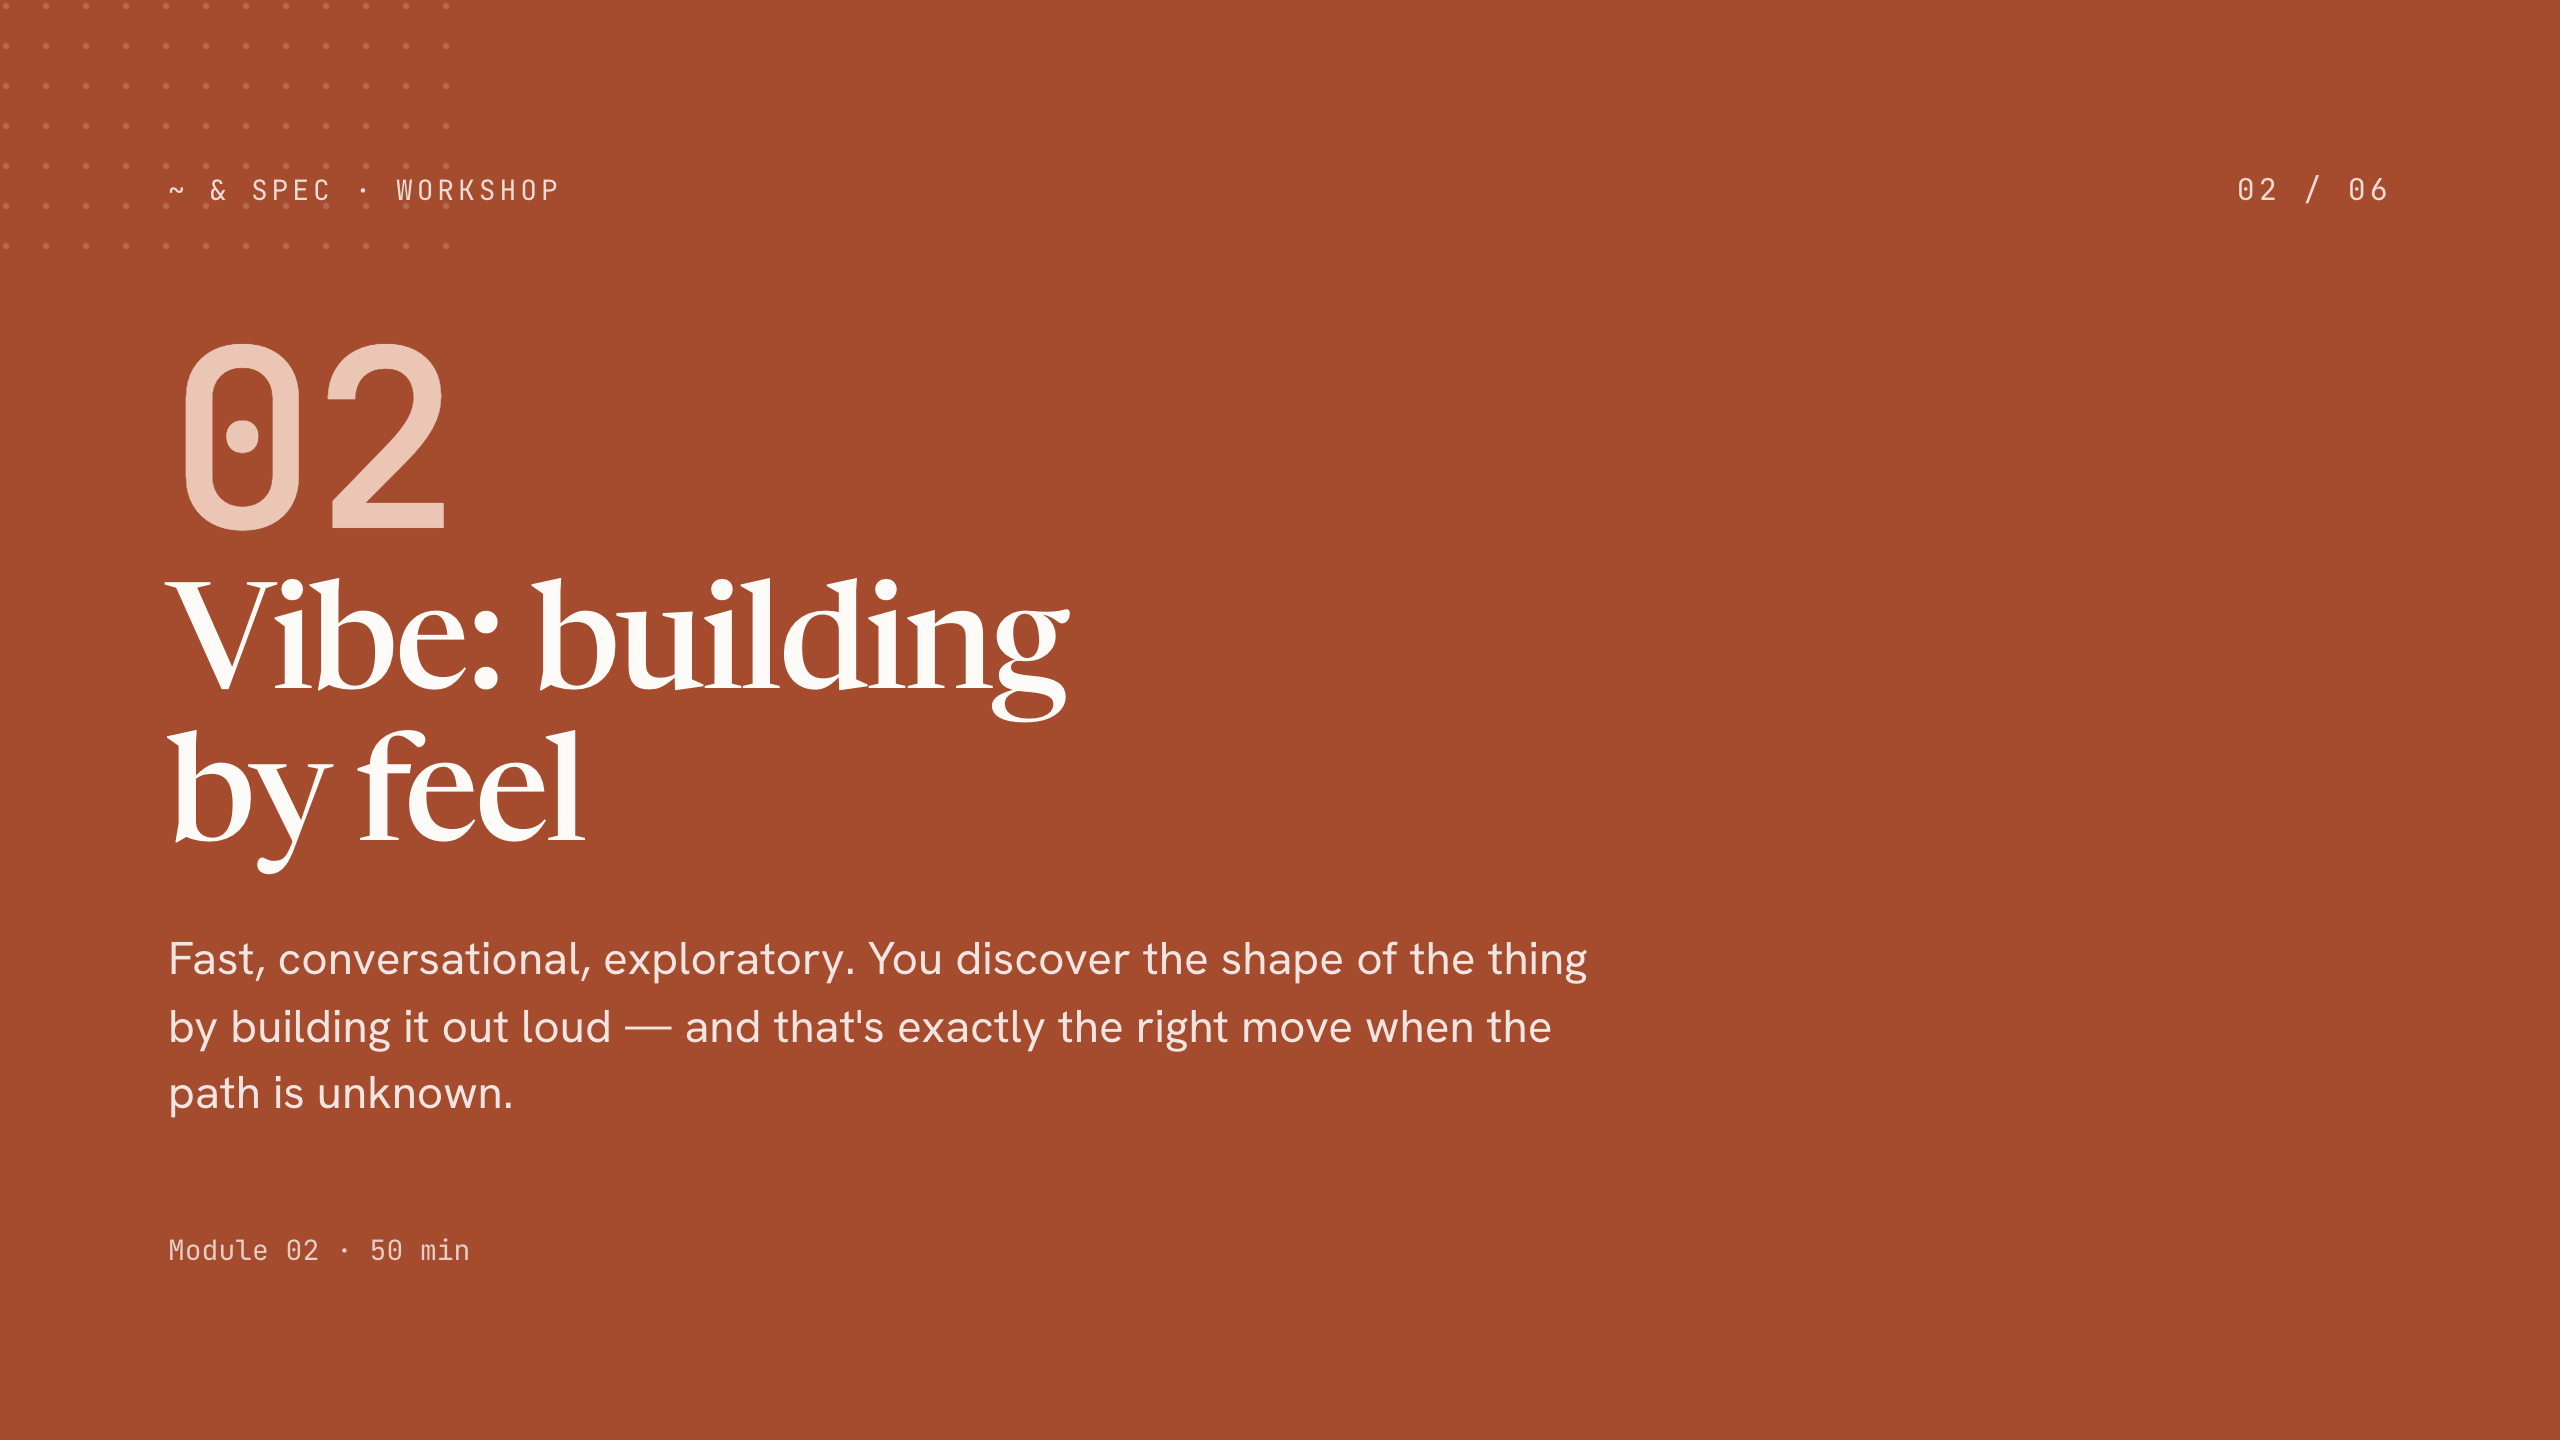 ~ & SPEC · WORKSHOP
02 / 06
02
Vibe: building
by feel
Fast, conversational, exploratory. You discover the shape of the thing
by building it out loud — and that's exactly the right move when the
path is unknown.
Module 02 · 50 min